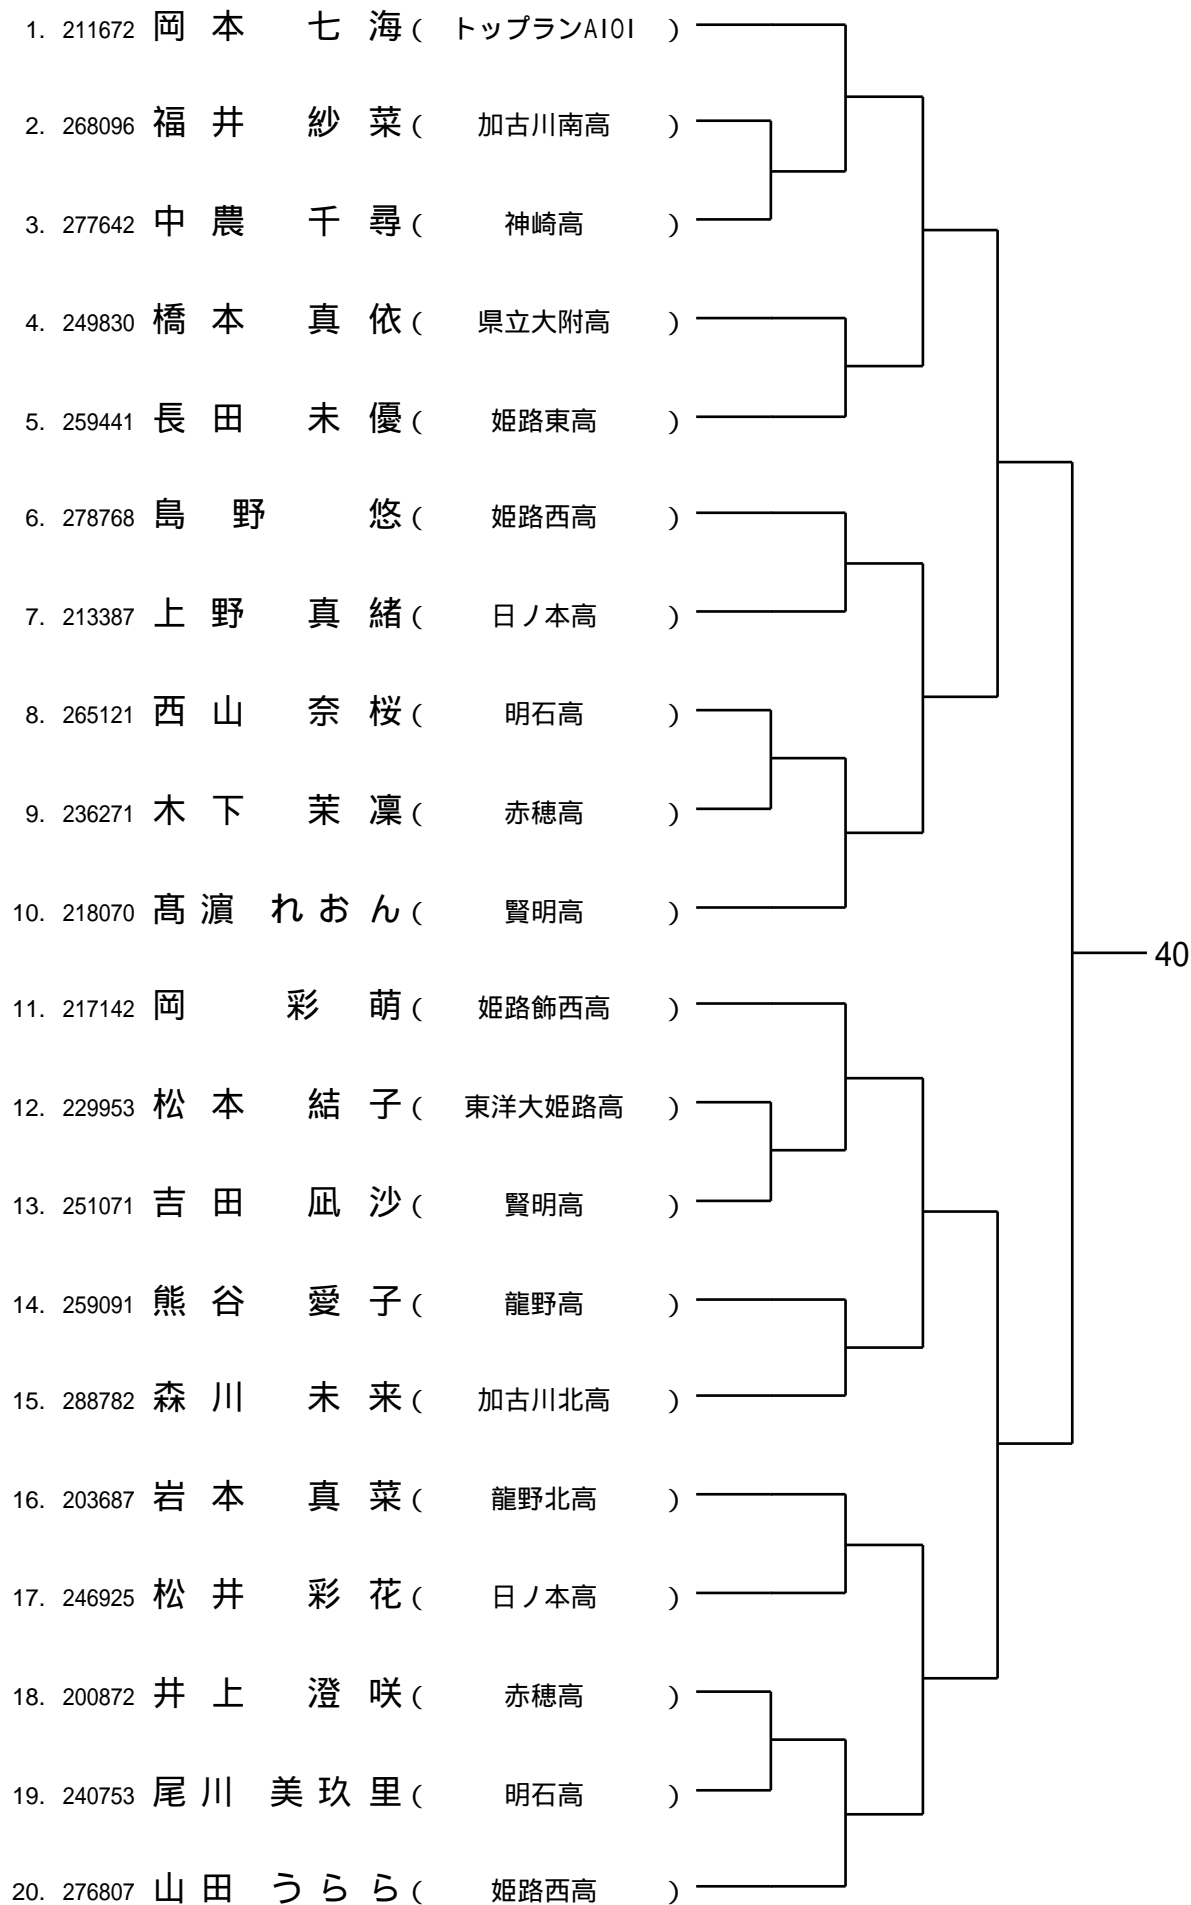 1. 211672 岡本 七海 ( トップランAIOI )
2. 268096 福井 紗菜 ( 加古川南高 )
3. 277642 中農 千尋 ( 神崎高 )
4. 249830 橋本 真依 ( 県立大附高 )
5. 259441 長田 未優 ( 姫路東高 )
6. 278768 島野 悠 ( 姫路西高 )
7. 213387 上野 真緒 ( 日ノ本高 )
8. 265121 西山 奈桜 ( 明石高 )
9. 236271 木下 茉凜 ( 赤穂高 )
10. 218070 髙濵 れおん ( 賢明高 )
40
11. 217142 岡 彩萌 ( 姫路飾西高 )
12. 229953 松本 結子 ( 東洋大姫路高 )
13. 251071 吉田 凪沙 ( 賢明高 )
14. 259091 熊谷 愛子 ( 龍野高 )
15. 288782 森川 未来 ( 加古川北高 )
16. 203687 岩本 真菜 ( 龍野北高 )
17. 246925 松井 彩花 ( 日ノ本高 )
18. 200872 井上 澄咲 ( 赤穂高 )
19. 240753 尾川 美玖里 ( 明石高 )
20. 276807 山田 うらら ( 姫路西高 )